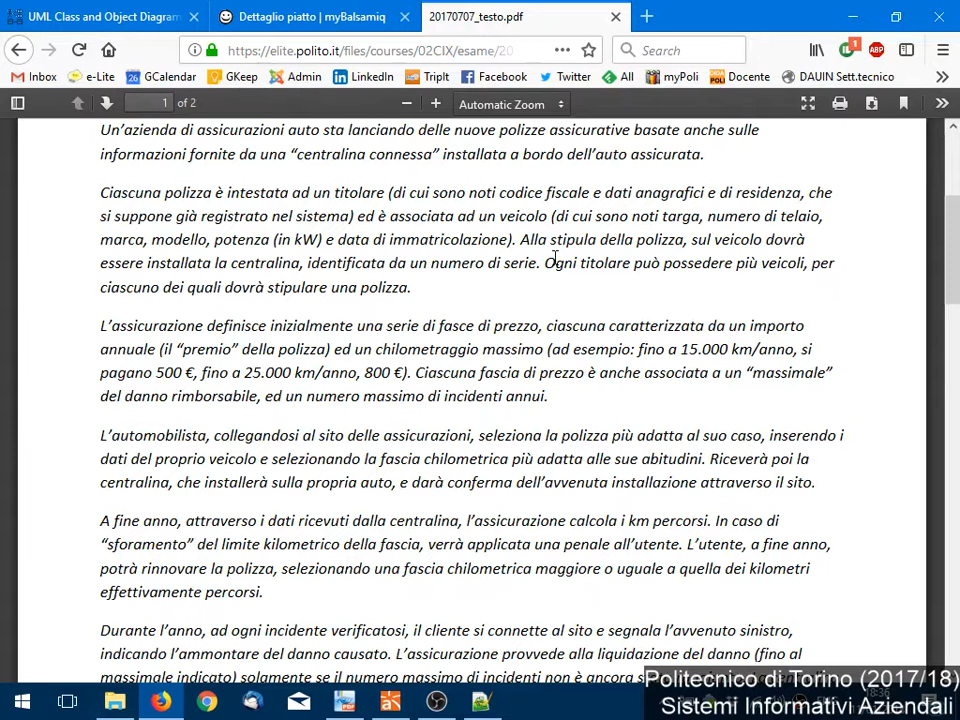 UML Class and Object Diagram
Dettaglio piatto | myBalsamiq
20170707_testo.pdf
https://elite.polito.it/files/courses/02CIX/esame/20
Search
Inbox
e-Lite
GCalendar
GKeep
Admin
LinkedIn
TripIt
Facebook
Twitter
All
myPoli
Docente
DAUIN Sett.tecnico
1 of 2
Automatic Zoom
Un’azienda di assicurazioni auto sta lanciando delle nuove polizze assicurative basate anche sulle
informazioni fornite da una “centralina connessa” installata a bordo dell’auto assicurata.
Ciascuna polizza è intestata ad un titolare (di cui sono noti codice fiscale e dati anagrafici e di residenza, che
si suppone già registrato nel sistema) ed è associata ad un veicolo (di cui sono noti targa, numero di telaio,
marca, modello, potenza (in kW) e data di immatricolazione). Alla stipula della polizza, sul veicolo dovrà
essere installata la centralina, identificata da un numero di serie. Ogni titolare può possedere più veicoli, per
ciascuno dei quali dovrà stipulare una polizza.
L’assicurazione definisce inizialmente una serie di fasce di prezzo, ciascuna caratterizzata da un importo
annuale (il “premio” della polizza) ed un chilometraggio massimo (ad esempio: fino a 15.000 km/anno, si
pagano 500 €, fino a 25.000 km/anno, 800 €). Ciascuna fascia di prezzo è anche associata a un “massimale”
del danno rimborsabile, ed un numero massimo di incidenti annui.
L’automobilista, collegandosi al sito delle assicurazioni, seleziona la polizza più adatta al suo caso, inserendo i
dati del proprio veicolo e selezionando la fascia chilometrica più adatta alle sue abitudini. Riceverà poi la
centralina, che installerà sulla propria auto, e darà conferma dell’avvenuta installazione attraverso il sito.
A fine anno, attraverso i dati ricevuti dalla centralina, l’assicurazione calcola i km percorsi. In caso di
“sforamento” del limite kilometrico della fascia, verrà applicata una penale all’utente. L’utente, a fine anno,
potrà rinnovare la polizza, selezionando una fascia chilometrica maggiore o uguale a quella dei kilometri
effettivamente percorsi.
Durante l’anno, ad ogni incidente verificatosi, il cliente si connette al sito e segnala l’avvenuto sinistro,
indicando l’ammontare del danno causato. L’assicurazione provvede alla liquidazione del danno (fino al
massimale indicato) solamente se il numero massimo di incidenti non è ancora
Politecnico di Torino (2017/18)
18:36
Sistemi Informativi Aziendali